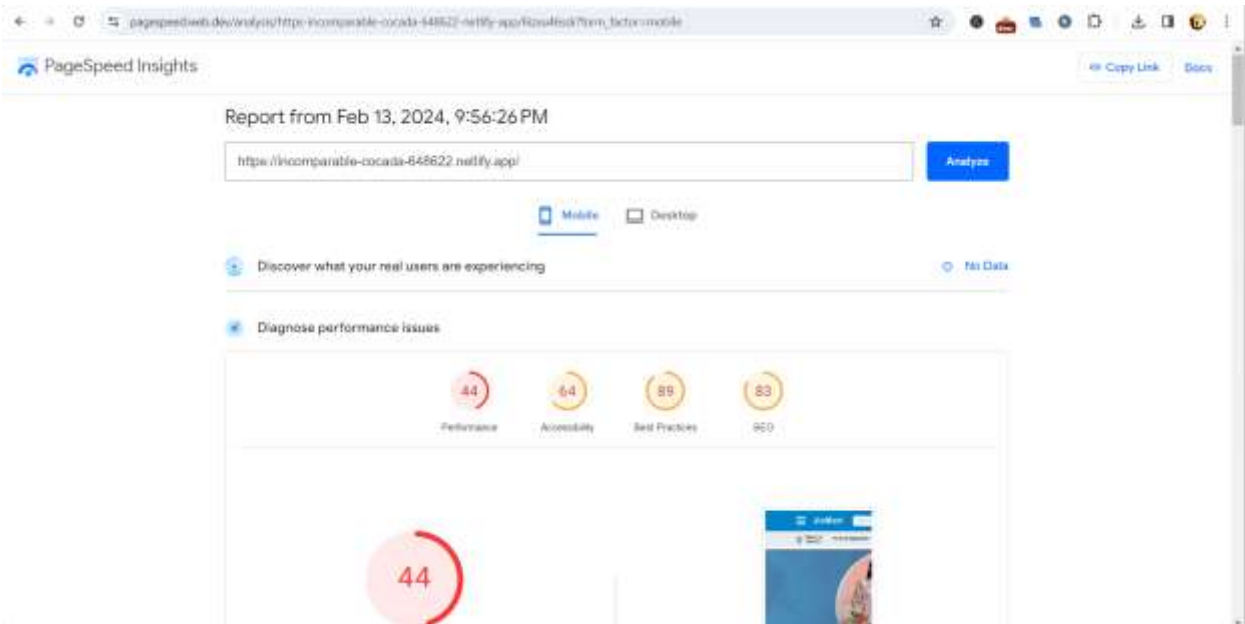 PageSpeed Insights
Copy Link
Docs
Report from Feb 13, 2024, 9:56:26 PM
https://incomparable-cocada-648622.netlify.app/
Analyze
Mobile
Desktop
Discover what your real users are experiencing
No Data
Diagnose performance issues
44
64
89
83
Performance
Accessibility
Best Practices
SEO
44